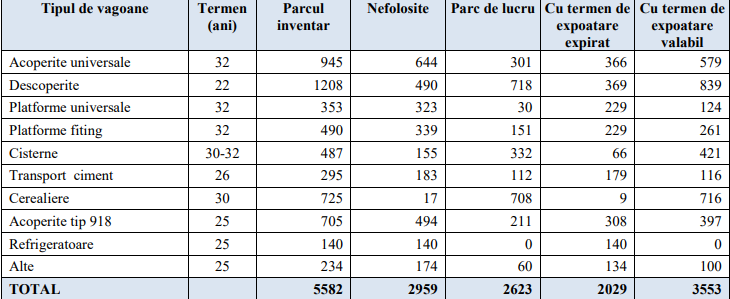 Tipul de vagoane Termen (ani) Parcul inventar Nefolosite Parc de lucru Cu termen de expoatare expirat Cu termen de expoatare valabil
Acoperite universale 32 945 644 301 366 579
Descoperite 22 1208 490 718 369 839
Platforme universale 32 353 323 30 229 124
Platforme fiting 32 490 339 151 229 261
Cisterne 30-32 487 155 332 66 421
Transport ciment 26 295 183 112 179 116
Cerealiere 30 725 17 708 9 716
Acoperite tip 918 25 705 494 211 308 397
Refrigeratoare 25 140 140 0 140 0
Alte 25 234 174 60 134 100
TOTAL 5582 2959 2623 2029 3553